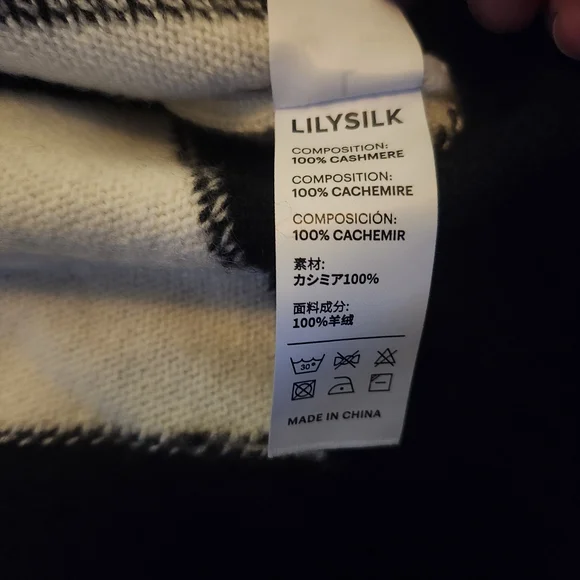 LILYSILK
COMPOSITION:
100% CASHMERE
COMPOSITION:
100% CACHEMIRE
COMPOSICIÓN:
100% CACHEMIR
素材:
カシミア100%
面料成分:
100%羊绒
30°
MADE IN CHINA